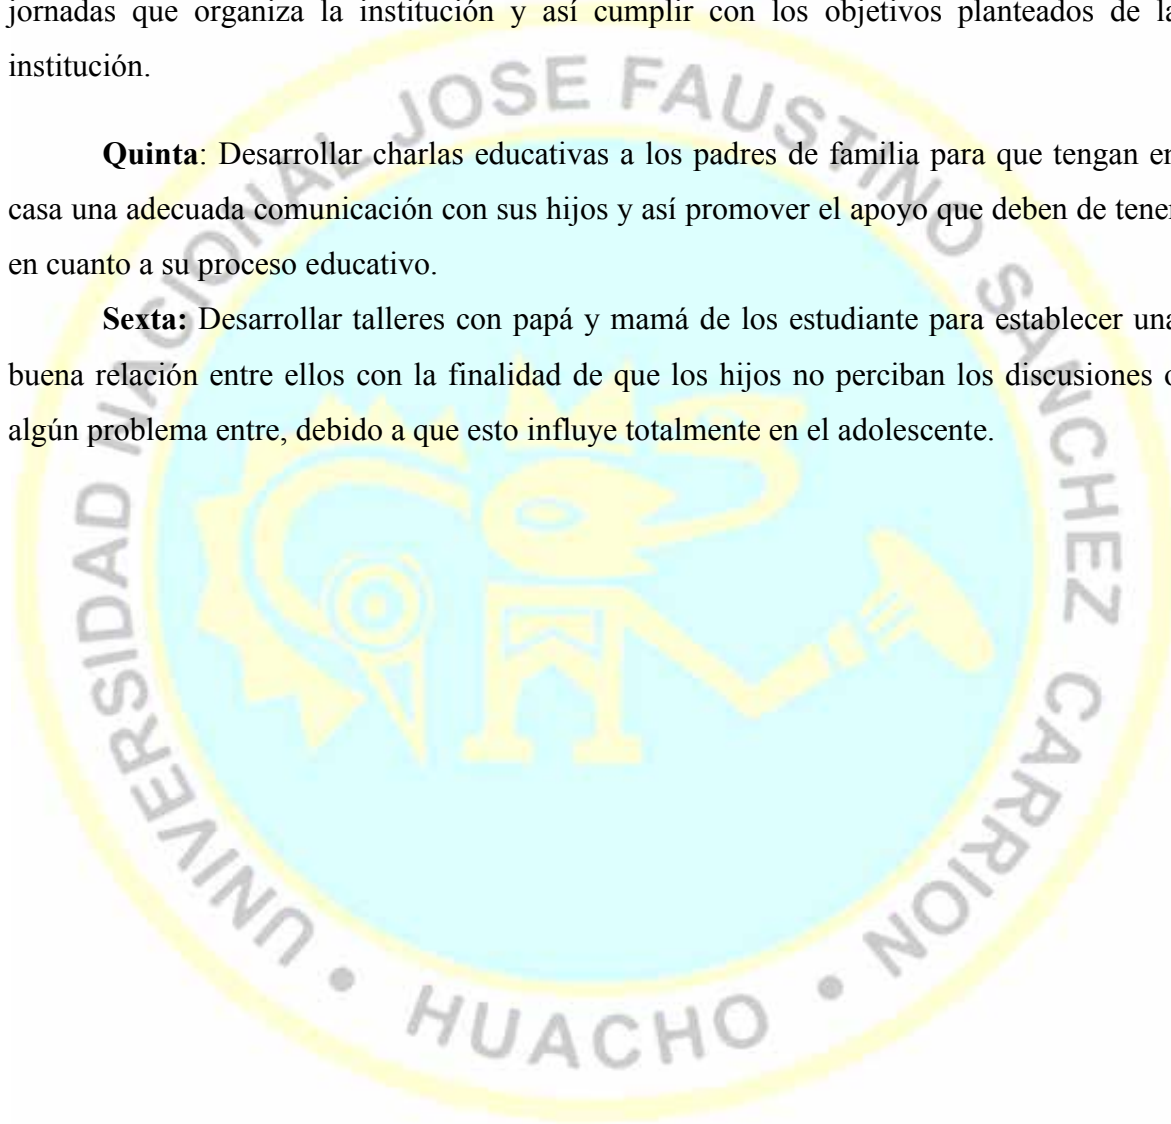 jornadas que organiza la institución y así cumplir con los objetivos planteados de la
institución.
Quinta: Desarrollar charlas educativas a los padres de familia para que tengan en
casa una adecuada comunicación con sus hijos y así promover el apoyo que deben de tener
en cuanto a su proceso educativo.
Sexta: Desarrollar talleres con papá y mamá de los estudiante para establecer una
buena relación entre ellos con la finalidad de que los hijos no perciban los discusiones o
algún problema entre, debido a que esto influye totalmente en el adolescente.
UNIVERSIDAD NACIONAL JOSE FAUSTINO SANCHEZ CARRION
• HUACHO •